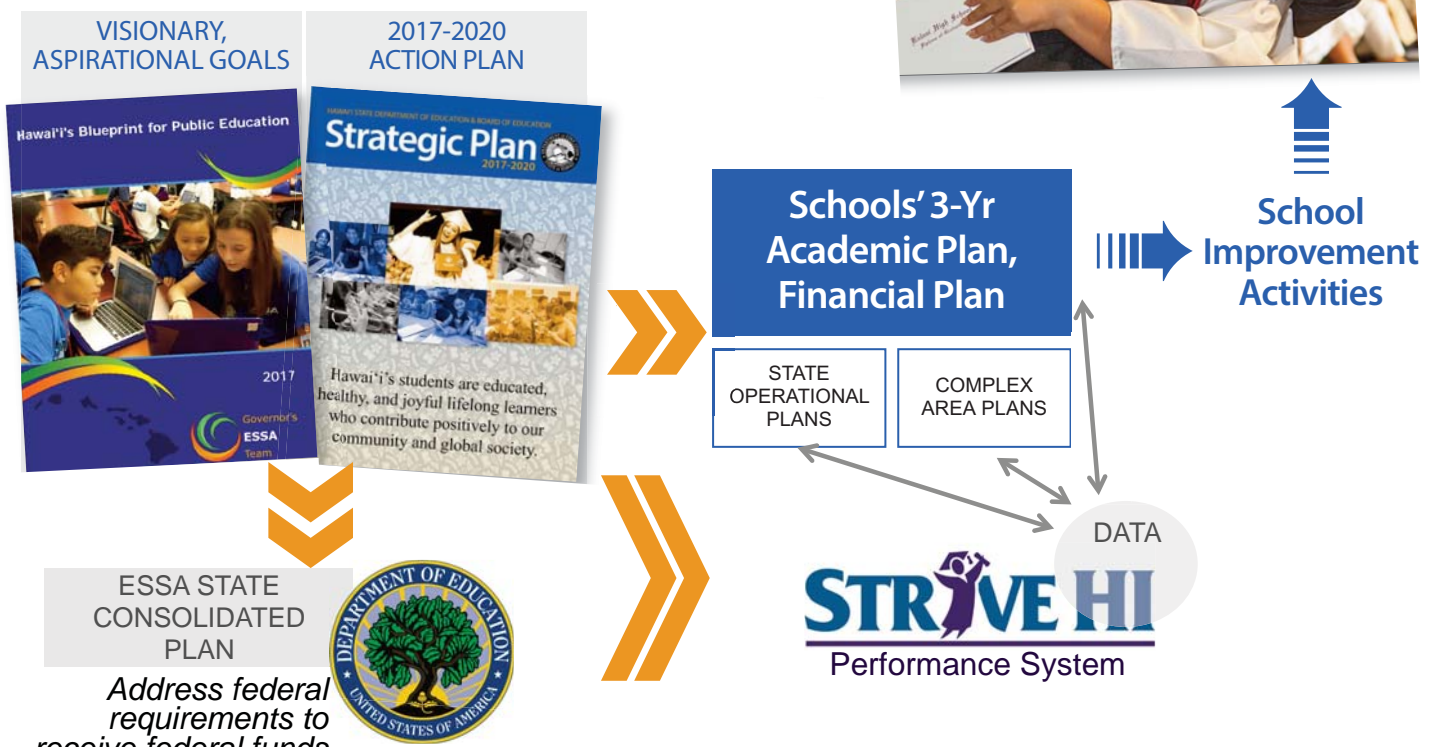 VISIONARY,
ASPIRATIONAL GOALS
2017-2020
ACTION PLAN
Hawai'i's Blueprint for Public Education
2017
Governor's
ESSA
Team
HAWAI'I STATE DEPARTMENT OF EDUCATION & BOARD OF EDUCATION
Strategic Plan
2017-2020
Hawai'i's students are educated,
healthy, and joyful lifelong learners
who contribute positively to our
community and global society.
Schools' 3-Yr
Academic Plan,
Financial Plan
STATE
OPERATIONAL
PLANS
COMPLEX
AREA PLANS
School
Improvement
Activities
DATA
STRIVE HI
Performance System
ESSA STATE
CONSOLIDATED
PLAN
Address federal
requirements to
receive federal funds
DEPARTMENT OF EDUCATION
UNITED STATES OF AMERICA